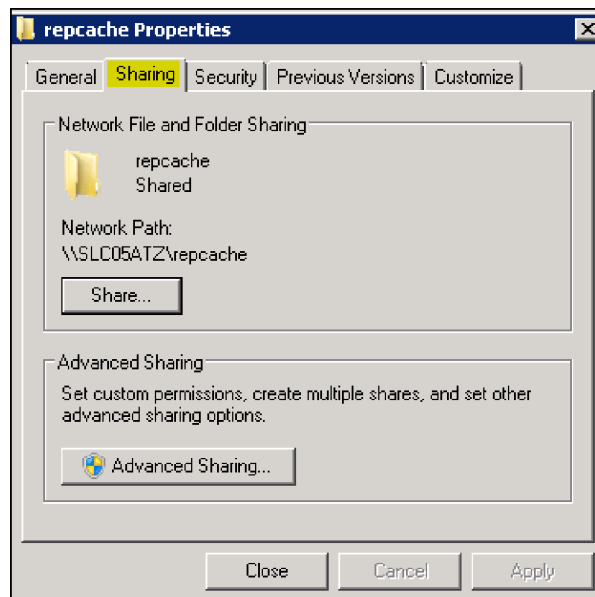 repcache Properties
General Sharing Security Previous Versions Customize
Network File and Folder Sharing
repcache
Shared
Network Path:
\\SLC05ATZ\repcache
Share...
Advanced Sharing
Set custom permissions, create multiple shares, and set other
advanced sharing options.
Advanced Sharing...
Close Cancel Apply